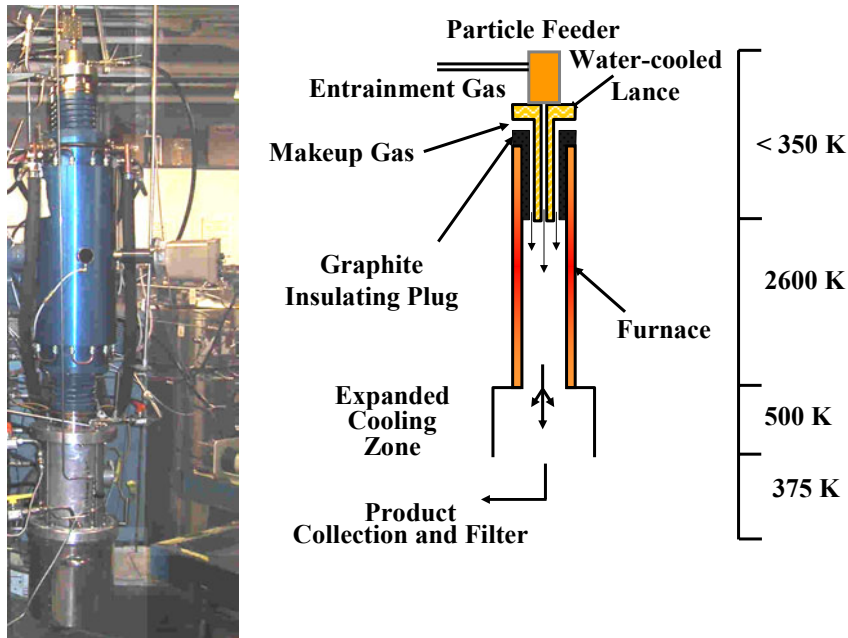 Particle Feeder
Water-cooled
Lance
Entrainment Gas
Makeup Gas
< 350 K
Graphite
Insulating Plug
2600 K
Furnace
Expanded
Cooling
Zone
500 K
375 K
Product
Collection and Filter